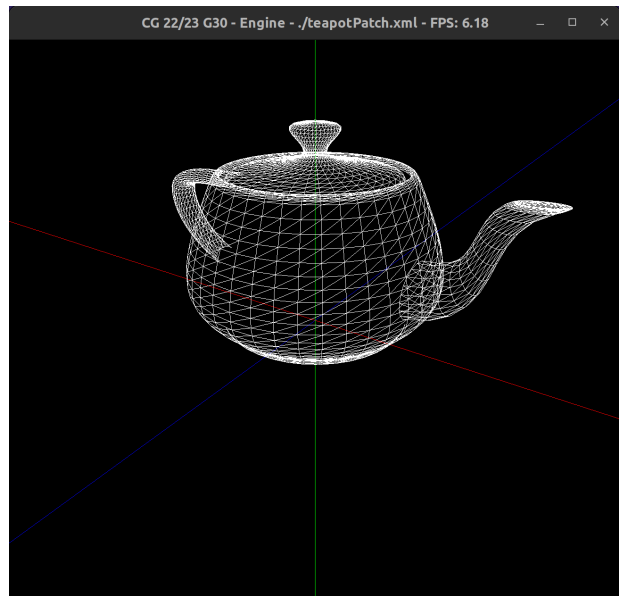 CG 22/23 G30 - Engine - ./teapotPatch.xml - FPS: 6.18